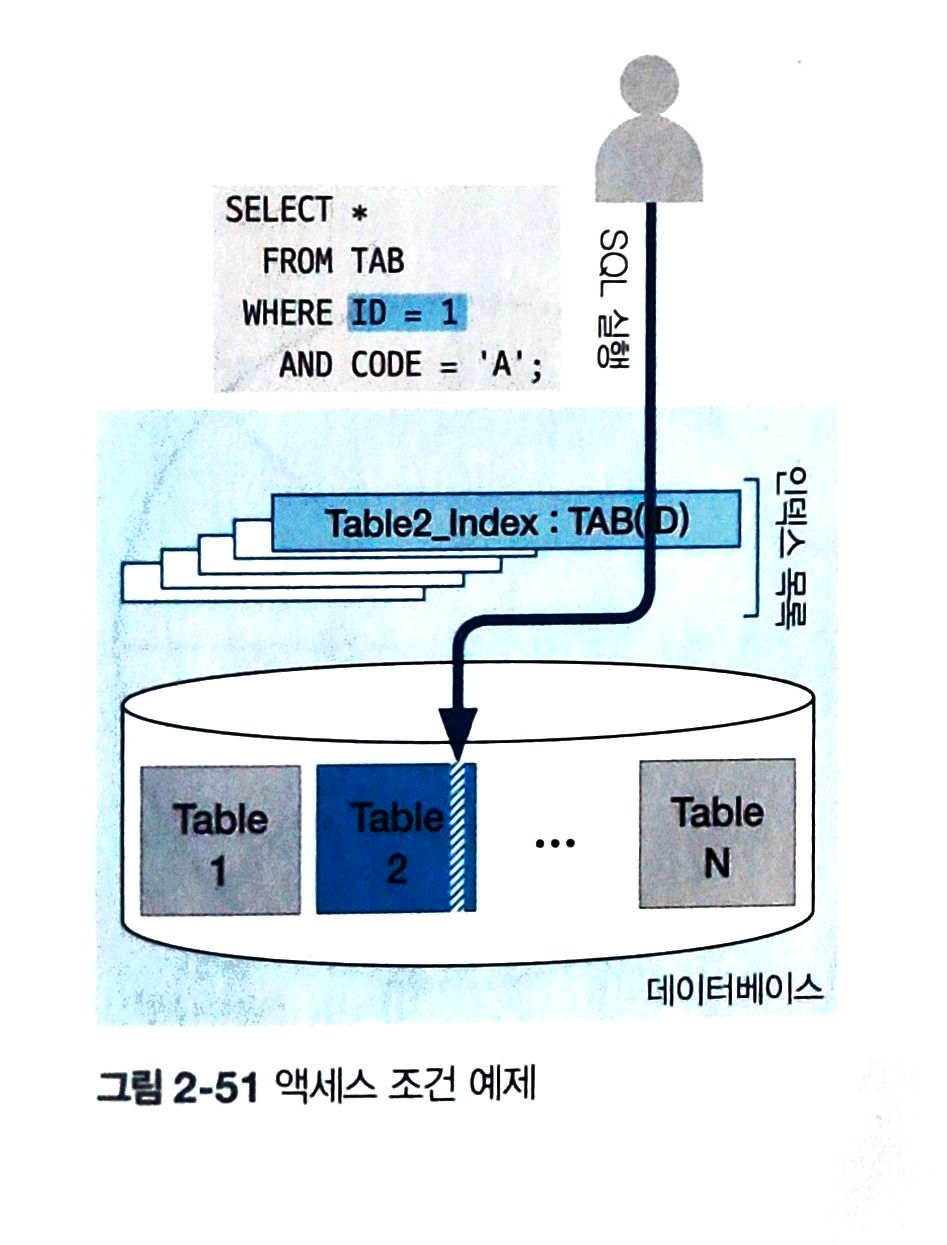 SELECT *
FROM TAB
WHERE ID = 1
AND CODE = 'A';
SQL 실행
Table2_Index : TAB(ID)
인덱스 목록
Table
1
Table
2
...
Table
N
데이터베이스
그림 2-51 액세스 조건 예제